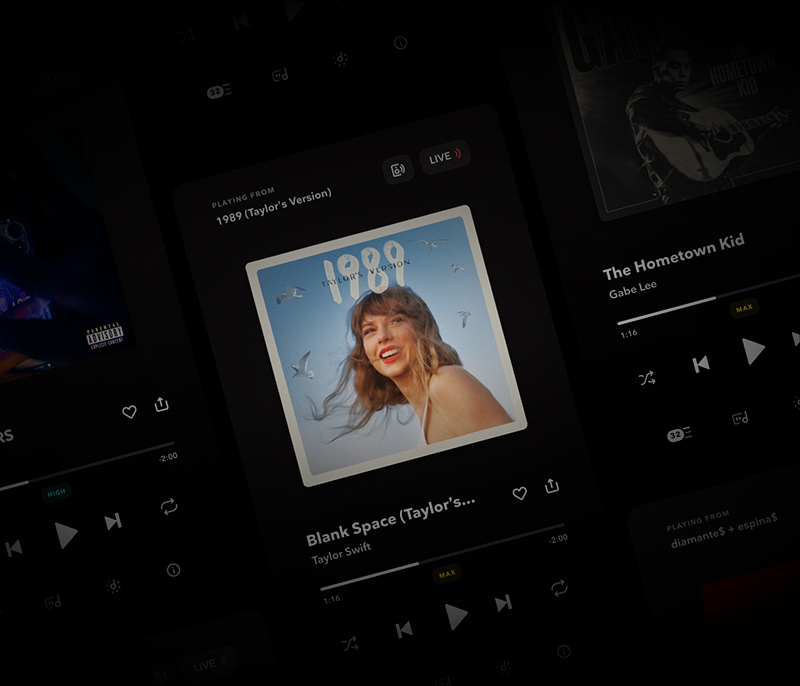 32
PLAYING FROM
1989 (Taylor's Version)
LIVE
1989
TAYLOR'S VERSION
Blank Space (Taylor's...
Taylor Swift
1:16
MAX
-2:00
PARENTAL
ADVISORY
EXPLICIT CONTENT
RS
-2:00
HIGH
LIVE
THE
HOMETOWN
KID
The Hometown Kid
Gabe Lee
1:16
MAX
32
PLAYING FROM
diamante$ + espina$